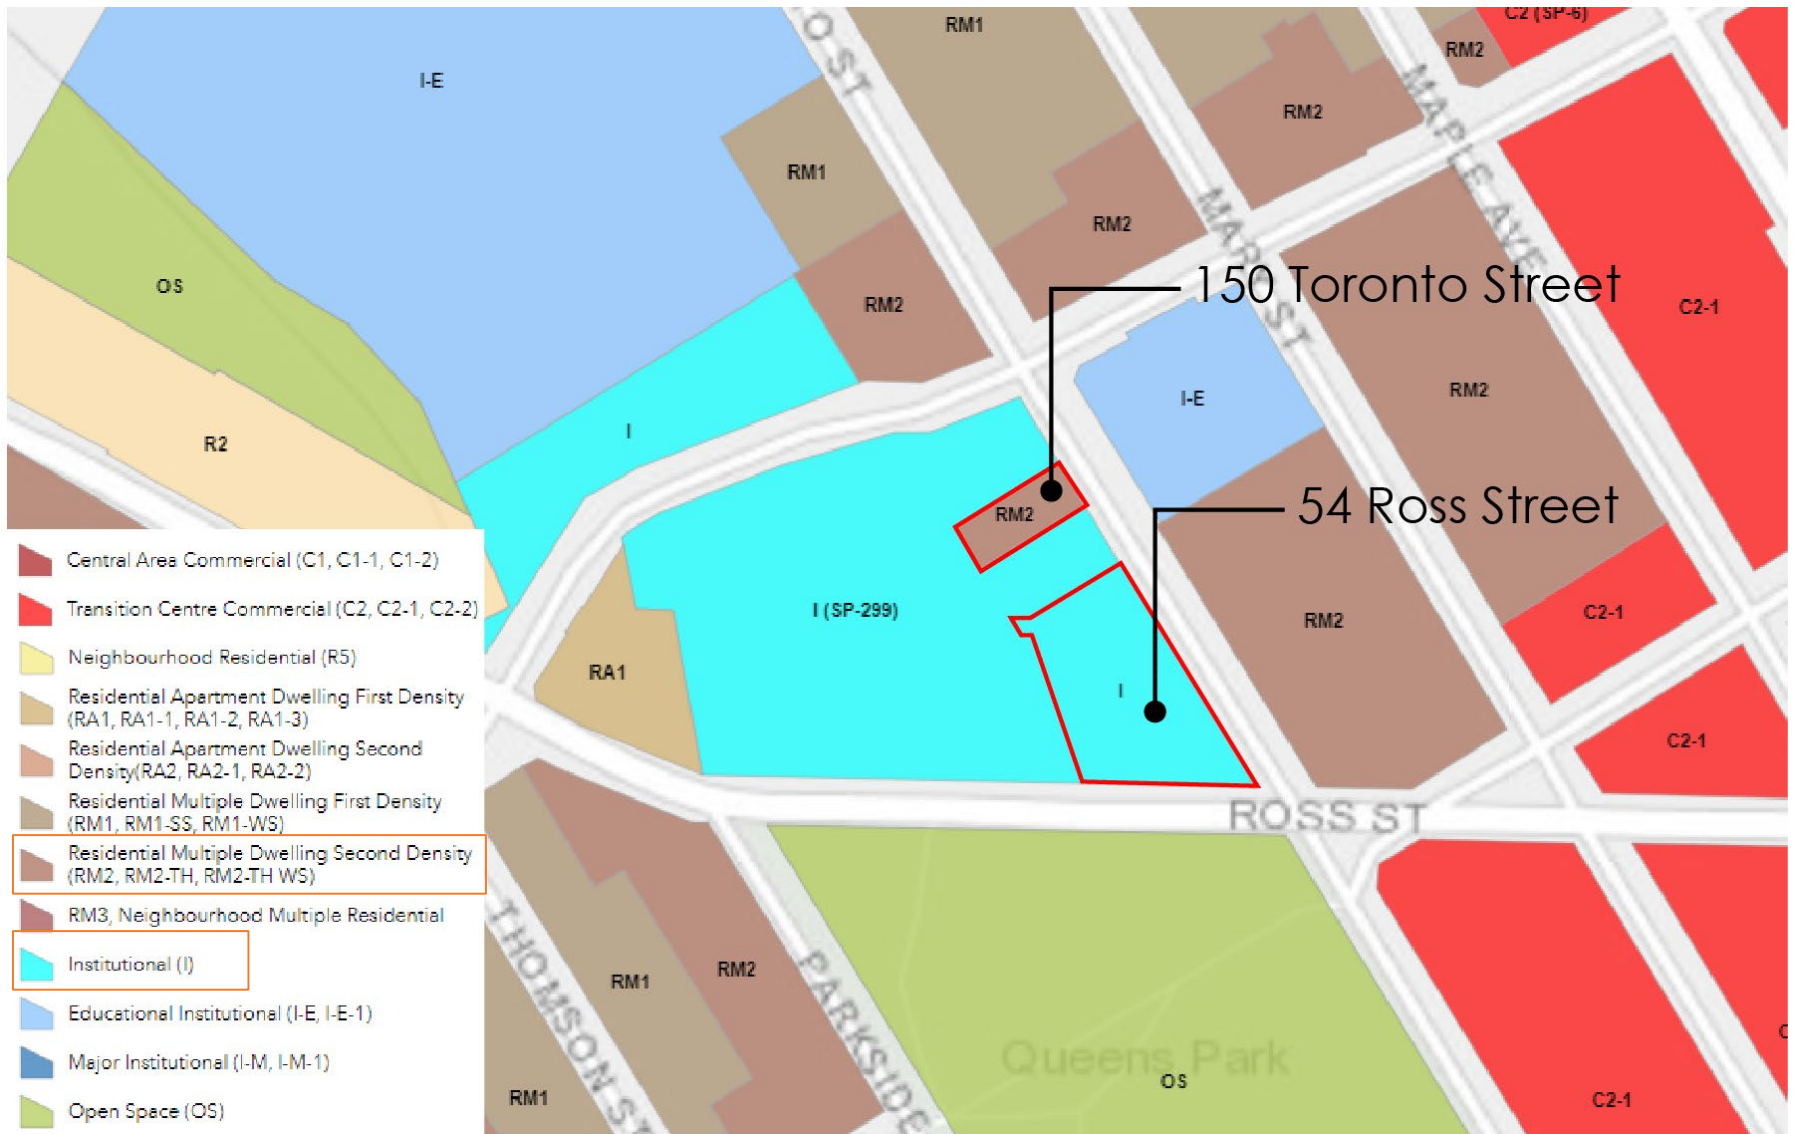 C2 (SP-6)
RM1
RM2
O ST
I-E
MAPLE AVE
RM2
RM1
RM2
MARY ST
OS
150 Toronto Street
RM2
C2-1
I-E
RM2
I
R2
54 Ross Street
RM2
I (SP-299)
C2-1
RM2
RA1
I
C2-1
ROSS ST
Central Area Commercial (C1, C1-1, C1-2)
Transition Centre Commercial (C2, C2-1, C2-2)
Neighbourhood Residential (R5)
Residential Apartment Dwelling First Density
(RA1, RA1-1, RA1-2, RA1-3)
Residential Apartment Dwelling Second
Density(RA2, RA2-1, RA2-2)
Residential Multiple Dwelling First Density
(RM1, RM1-SS, RM1-WS)
Residential Multiple Dwelling Second Density
(RM2, RM2-TH, RM2-TH WS)
RM3, Neighbourhood Multiple Residential
Institutional (I)
Educational Institutional (I-E, I-E-1)
Major Institutional (I-M, I-M-1)
Open Space (OS)
THOMSON ST
RM1
RM2
PARKSIDE
Queens Park
OS
RM1
C2-1